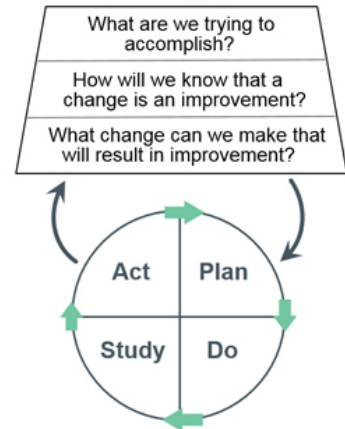 What are we trying to
accomplish?
How will we know that a
change is an improvement?
What change can we make that
will result in improvement?
Act
Plan
Study
Do